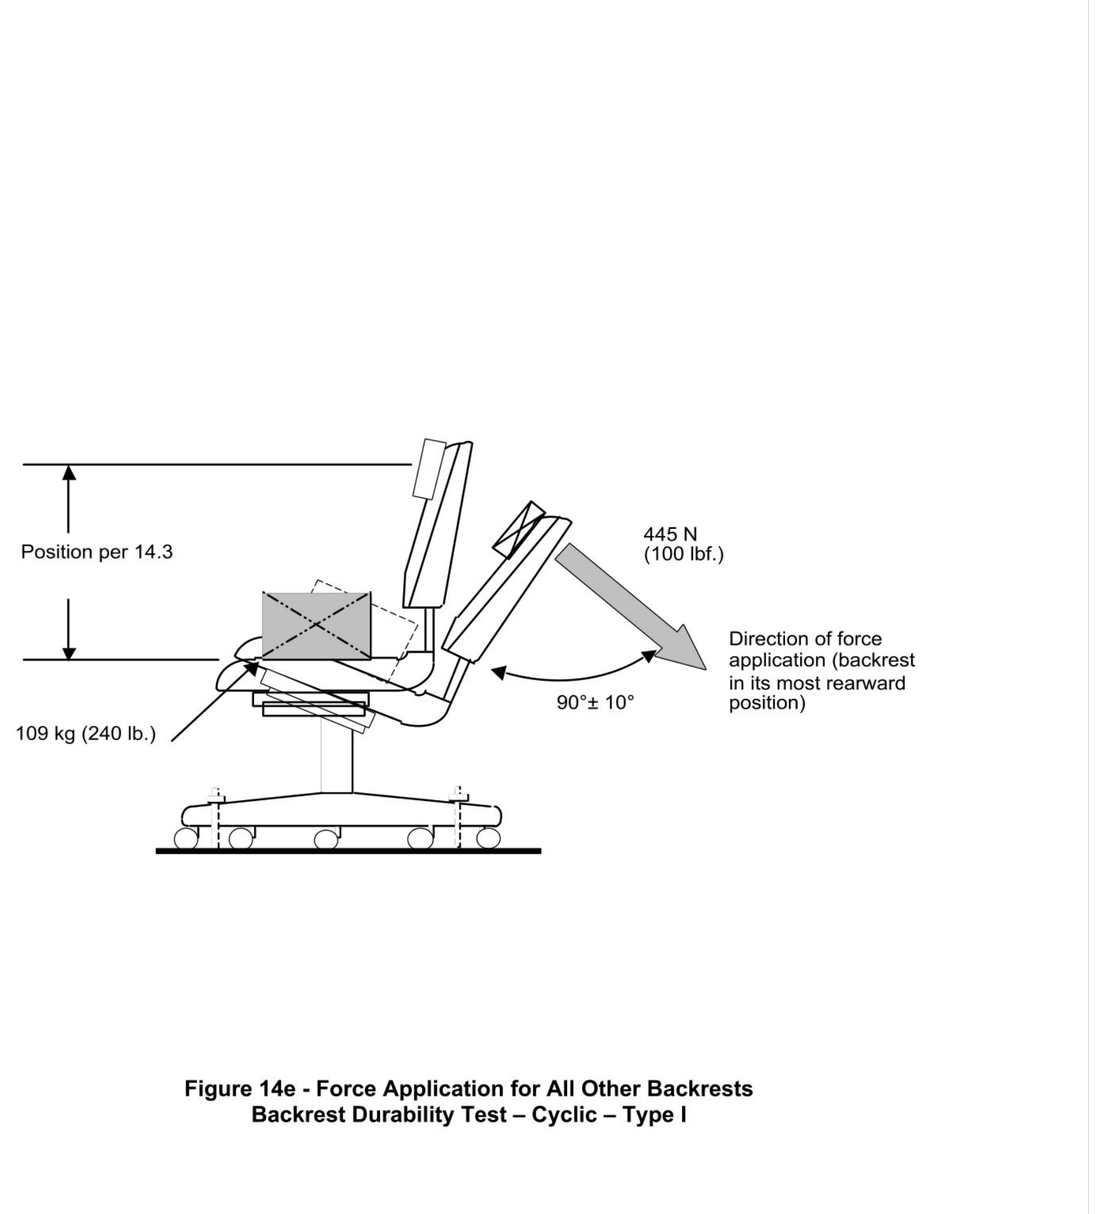 445 N
(100 lbf.)
Position per 14.3
Direction of force
application (backrest
in its most rearward
position)
90°± 10°
109 kg (240 lb.)
Figure 14e - Force Application for All Other Backrests
Backrest Durability Test – Cyclic – Type I